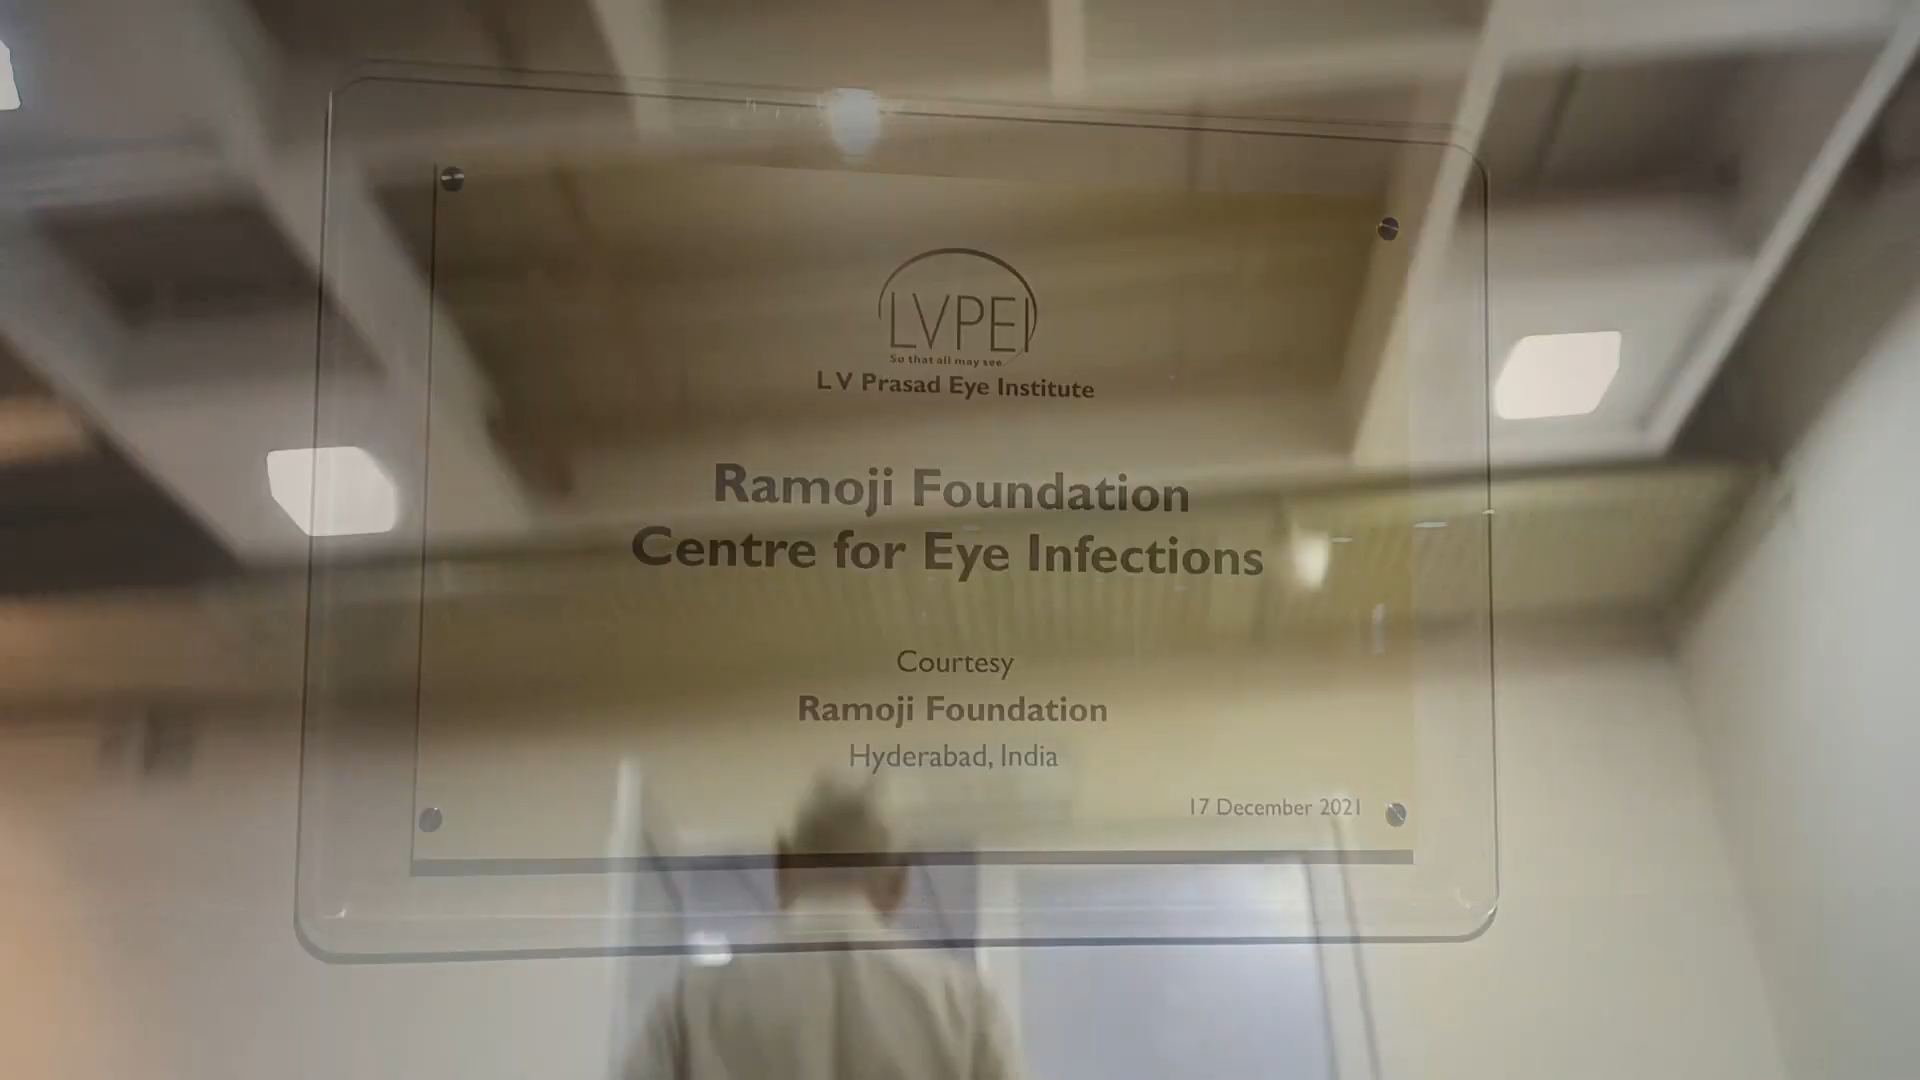 LVPEI
So that all may see
L V Prasad Eye Institute
Ramoji Foundation
Centre for Eye Infections
Courtesy
Ramoji Foundation
Hyderabad, India
17 December 2021